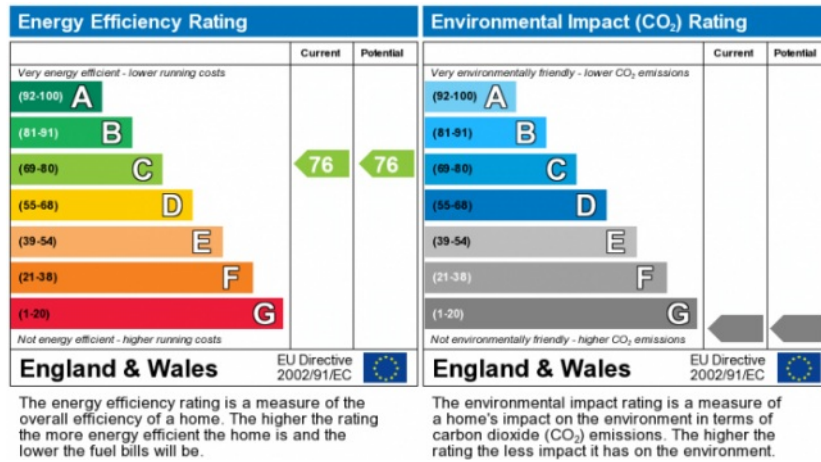 Energy Efficiency Rating
Current Potential
Very energy efficient - lower running costs
(92-100) A
(81-91) B
(69-80) C
76 76
(55-68) D
(39-54) E
(21-38) F
(1-20) G
Not energy efficient - higher running costs
England & Wales
EU Directive
2002/91/EC
The energy efficiency rating is a measure of the
overall efficiency of a home. The higher the rating
the more energy efficient the home is and the
lower the fuel bills will be.
Environmental Impact (CO₂) Rating
Current Potential
Very environmentally friendly - lower CO₂ emissions
(92-100) A
(81-91) B
(69-80) C
(55-68) D
(39-54) E
(21-38) F
(1-20) G
Not environmentally friendly - higher CO₂ emissions
England & Wales
EU Directive
2002/91/EC
The environmental impact rating is a measure of
a home's impact on the environment in terms of
carbon dioxide (CO₂) emissions. The higher the
rating the less impact it has on the environment.